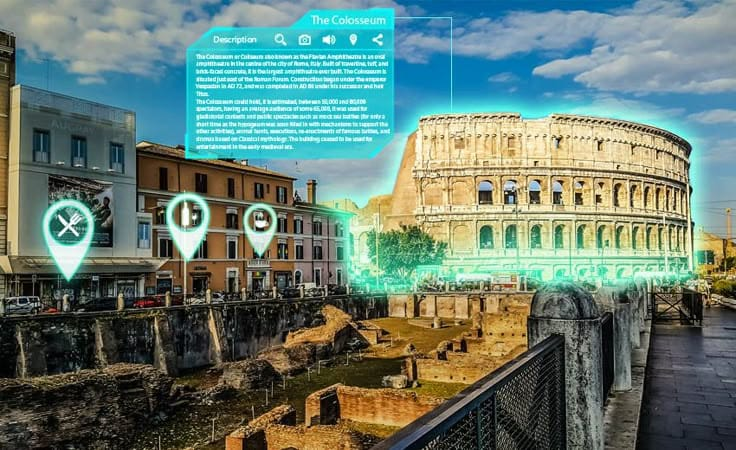 The Colosseum
Description
The Colosseum or Coliseum also known as the Flavian Amphitheatre is an oval
amphitheatre in the centre of the city of Rome, Italy. Built of travertine, tuff, and
brick-faced concrete, it is the largest amphitheatre ever built. The Colosseum is
situated just east of the Roman Forum. Construction began under the emperor
Vespasian in AD 72, and was completed in AD 80 under his successor and heir
Titus.
The Colosseum could hold, it is estimated, between 50,000 and 80,000
spectators, having an average audience of some 65,000, it was used for
gladiatorial contests and public spectacles such as mock sea battles (for only a
short time as the hypogeum was soon filled in with mechanisms to support the
other activities), animal hunts, executions, re-enactments of famous battles, and
dramas based on Classical mythology. The building ceased to be used for
entertainment in the early medieval era.